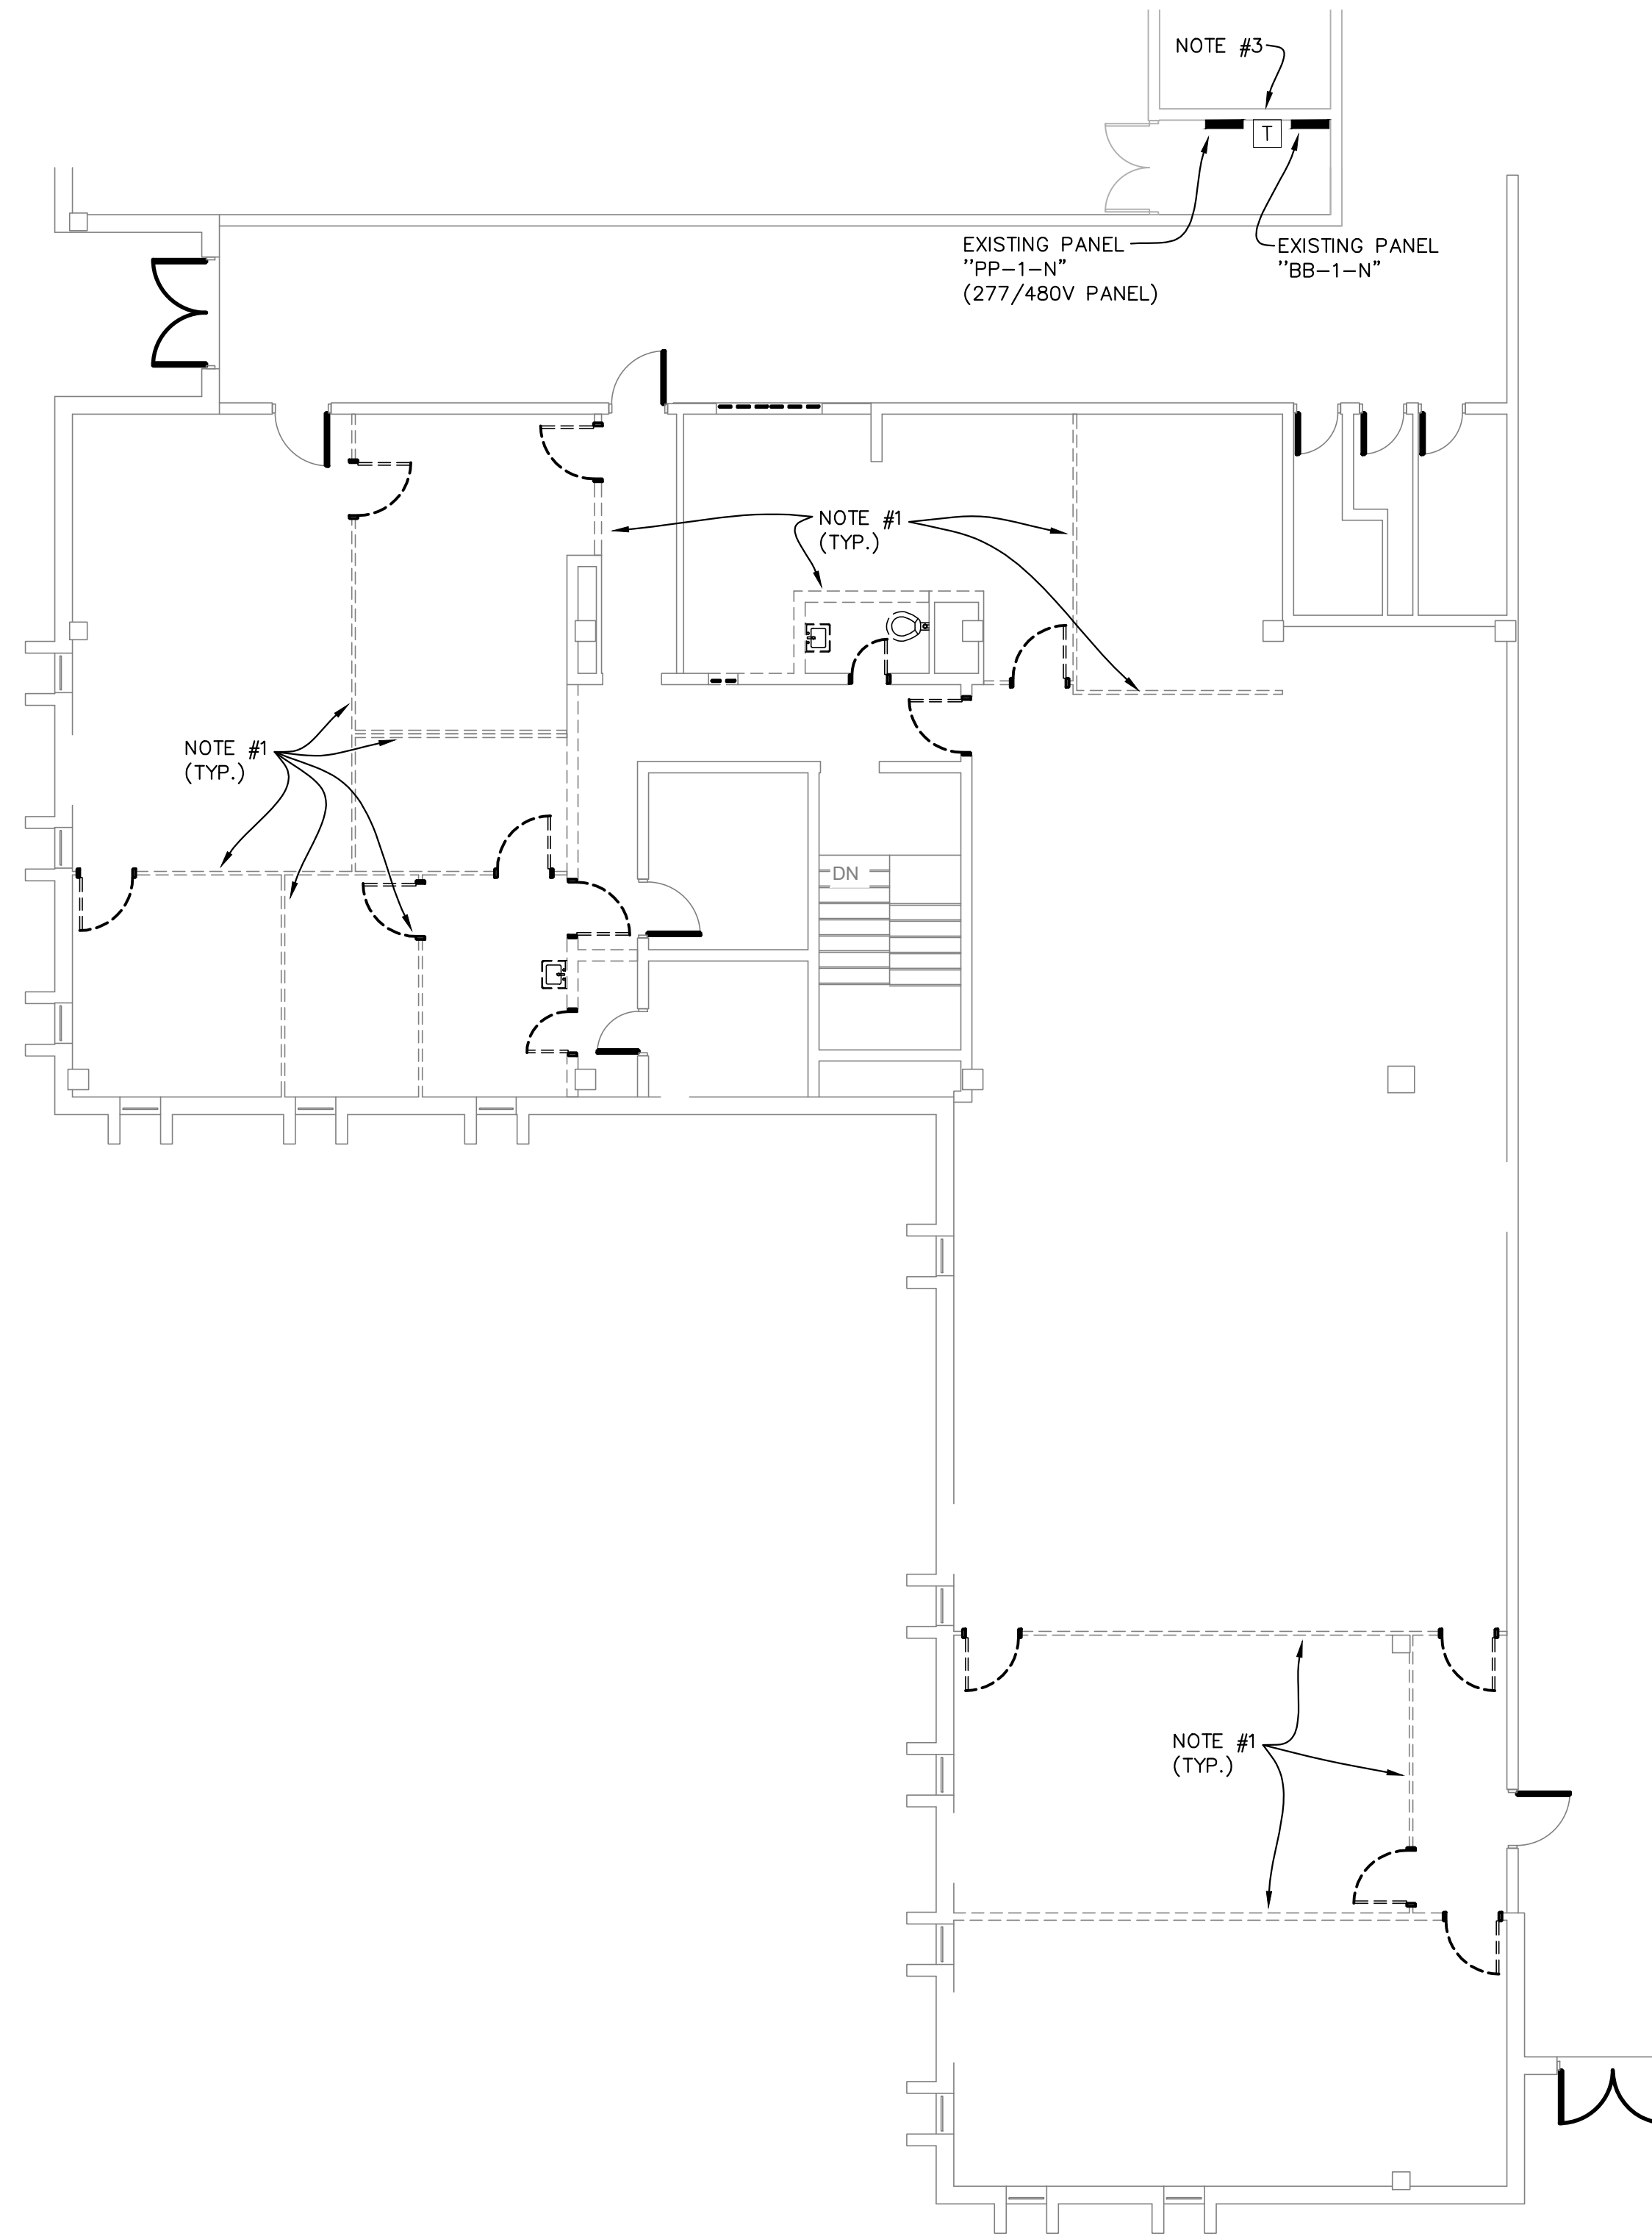 NOTE #3
T
EXISTING PANEL
''PP-1-N"
(277/480V PANEL)
EXISTING PANEL
''BB-1-N"
NOTE #1
(TYP.)
NOTE #1
(TYP.)
DN
NOTE #1
(TYP.)